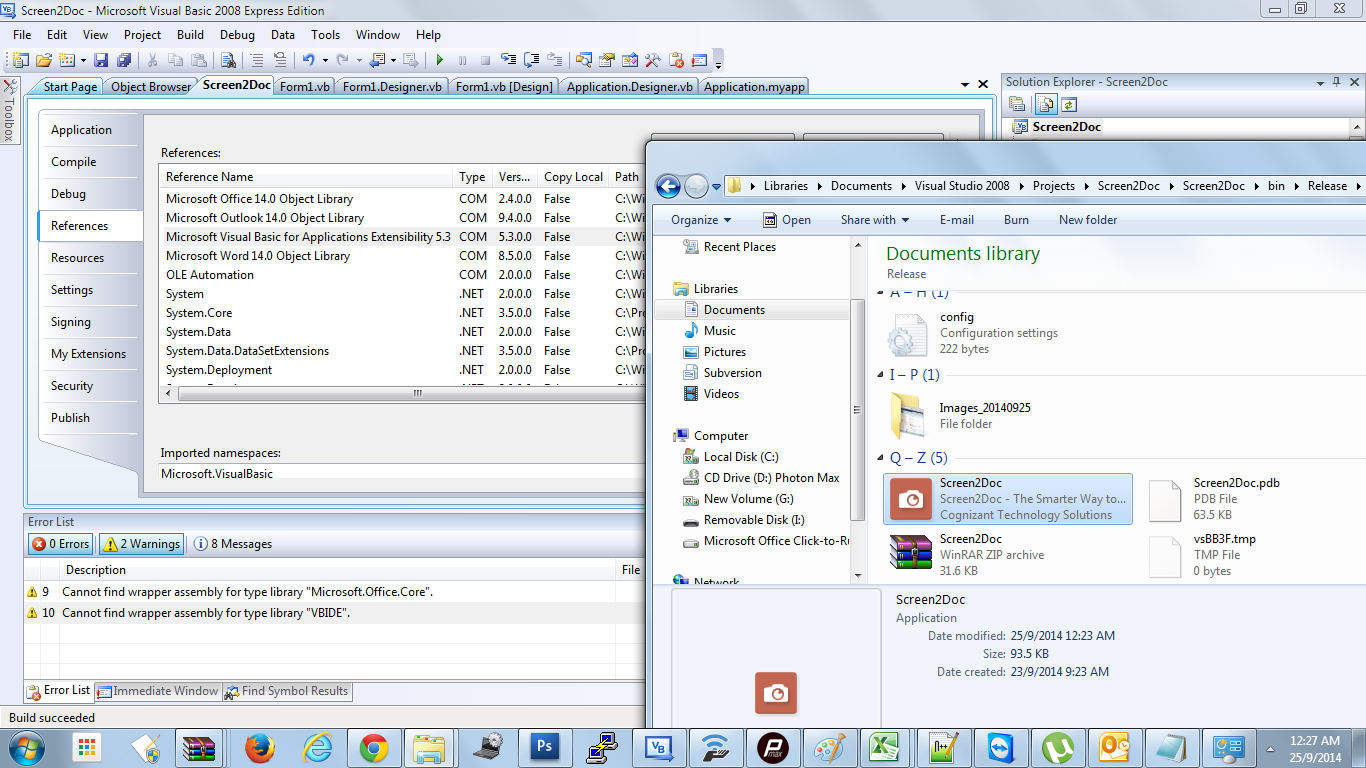 Screen2Doc - Microsoft Visual Basic 2008 Express Edition
File Edit View Project Build Debug Data Tools Window Help
Toolbox
Start Page Object Browser Screen2Doc Form1.vb Form1.Designer.vb Form1.vb [Design] Application.Designer.vb Application.myapp
Application
Compile
Debug
References
Resources
Settings
Signing
My Extensions
Security
Publish
References:
Reference Name Type Vers... Copy Local Path
Microsoft Office 14.0 Object Library COM 2.4.0.0 False C:\Wi
Microsoft Outlook 14.0 Object Library COM 9.4.0.0 False C:\Wi
Microsoft Visual Basic for Applications Extensibility 5.3 COM 5.3.0.0 False C:\Wi
Microsoft Word 14.0 Object Library COM 8.5.0.0 False C:\Wi
OLE Automation COM 2.0.0.0 False C:\Wi
System .NET 2.0.0.0 False C:\Wi
System.Core .NET 3.5.0.0 False C:\Pro
System.Data .NET 2.0.0.0 False C:\Wi
System.Data.DataSetExtensions .NET 3.5.0.0 False C:\Pro
System.Deployment .NET 2.0.0.0 False C:\Wi
Imported namespaces:
Microsoft.VisualBasic
Error List
0 Errors 2 Warnings 8 Messages
Description File
9 Cannot find wrapper assembly for type library "Microsoft.Office.Core".
10 Cannot find wrapper assembly for type library "VBIDE".
Error List Immediate Window Find Symbol Results
Build succeeded
Solution Explorer - Screen2Doc
Screen2Doc
Libraries Documents Visual Studio 2008 Projects Screen2Doc Screen2Doc bin Release
Organize Open Share with E-mail Burn New folder
Recent Places
Libraries
Documents
Music
Pictures
Subversion
Videos
Computer
Local Disk (C:)
CD Drive (D:) Photon Max
New Volume (G:)
Removable Disk (I:)
Microsoft Office Click-to-Ru
Network
Documents library
Release
A – H (1)
config
Configuration settings
222 bytes
I – P (1)
Images_20140925
File folder
Q – Z (5)
Screen2Doc
Screen2Doc - The Smarter Way to...
Cognizant Technology Solutions
Screen2Doc.pdb
PDB File
63.5 KB
Screen2Doc
WinRAR ZIP archive
31.6 KB
vsBB3F.tmp
TMP File
0 bytes
Screen2Doc
Application
Date modified: 25/9/2014 12:23 AM
Size: 93.5 KB
Date created: 23/9/2014 9:23 AM
12:27 AM
25/9/2014